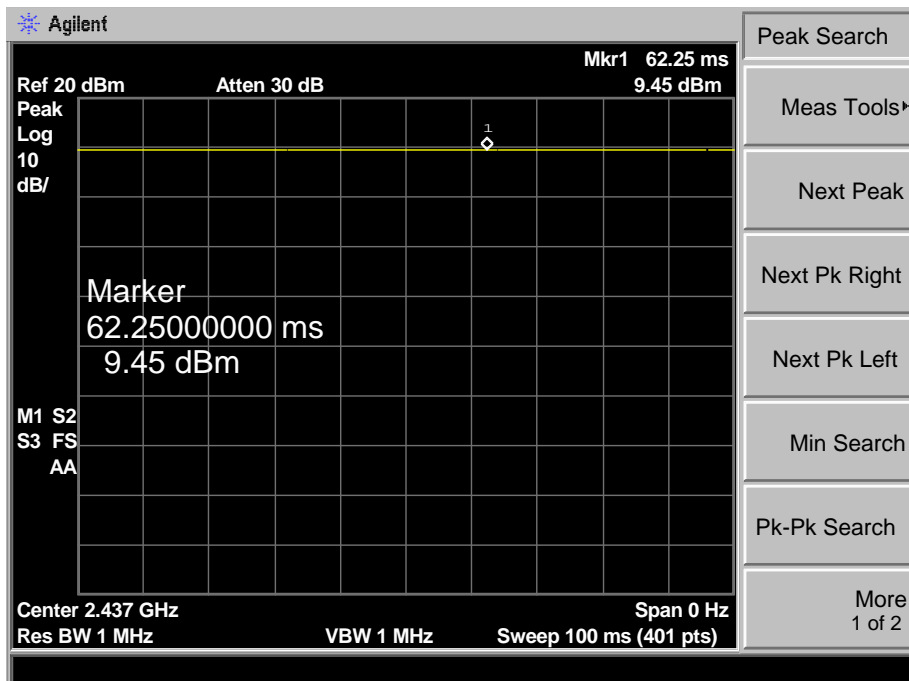 Agilent
Peak Search
Mkr1 62.25 ms
Ref 20 dBm Atten 30 dB 9.45 dBm
Peak
Log
10
dB/
1
Marker
62.25000000 ms
9.45 dBm
M1 S2
S3 FS
AA
Center 2.437 GHz Span 0 Hz
Res BW 1 MHz VBW 1 MHz Sweep 100 ms (401 pts)
Meas Tools
Next Peak
Next Pk Right
Next Pk Left
Min Search
Pk-Pk Search
More
1 of 2